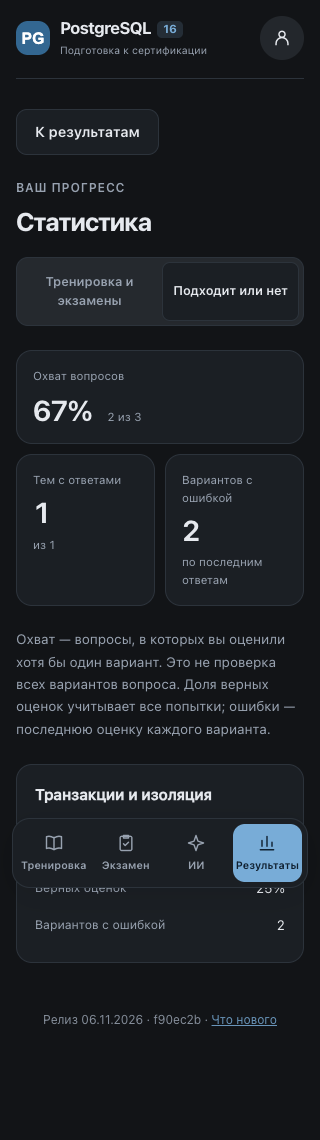 PG
PostgreSQL 16
Подготовка к сертификации
К результатам
ВАШ ПРОГРЕСС
Статистика
Тренировка и
экзамены
Подходит или нет
Охват вопросов
67% 2 из 3
Тем с ответами
1
из 1
Вариантов с
ошибкой
2
по последним
ответам
Охват — вопросы, в которых вы оценили
хотя бы один вариант. Это не проверка
всех вариантов вопроса. Доля верных
оценок учитывает все попытки; ошибки —
последнюю оценку каждого варианта.
Транзакции и изоляция
Тренировка
Экзамен
ИИ
Результаты
Верных оценок 25%
Вариантов с ошибкой 2
Релиз 06.11.2026 · f90ec2b · Что нового